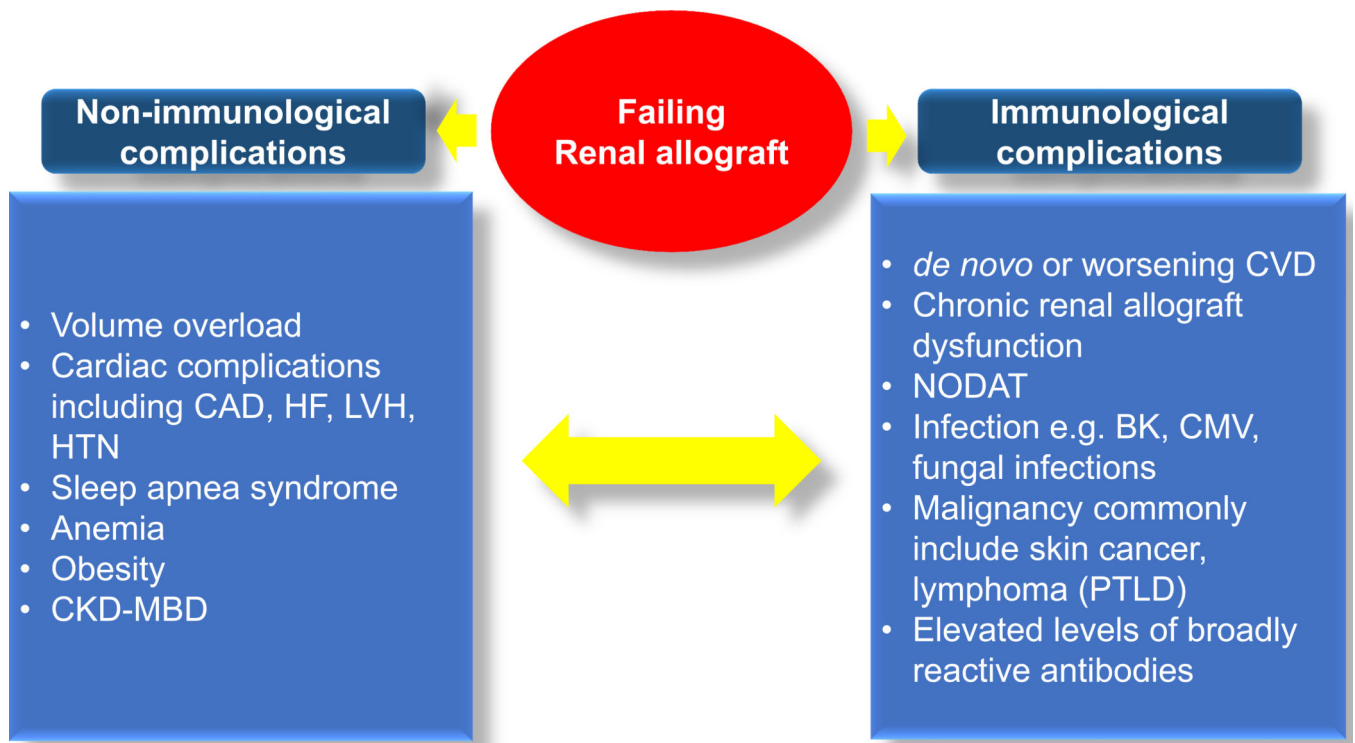 Failing
Renal allograft
Non-immunological
complications
• Volume overload
• Cardiac complications
including CAD, HF, LVH,
HTN
• Sleep apnea syndrome
• Anemia
• Obesity
• CKD-MBD
Immunological
complications
• de novo or worsening CVD
• Chronic renal allograft
dysfunction
• NODAT
• Infection e.g. BK, CMV,
fungal infections
• Malignancy commonly
include skin cancer,
lymphoma (PTLD)
• Elevated levels of broadly
reactive antibodies